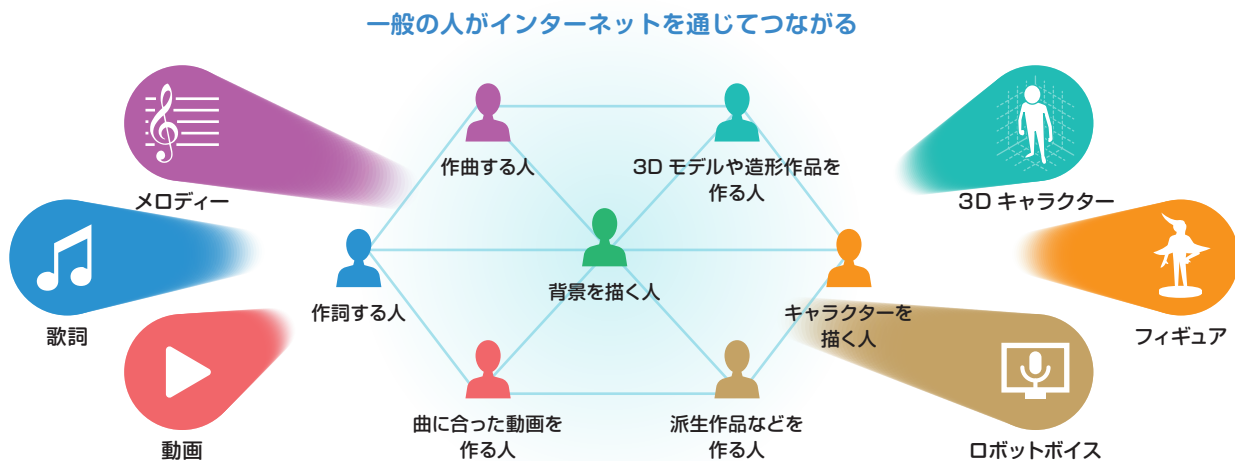 一般の人がインターネットを通じてつながる
メロディー
歌詞
動画
作曲する人
3D モデルや造形作品を
作る人
作詞する人
背景を描く人
キャラクターを
描く人
曲に合った動画を
作る人
派生作品などを
作る人
3D キャラクター
フィギュア
ロボットボイス